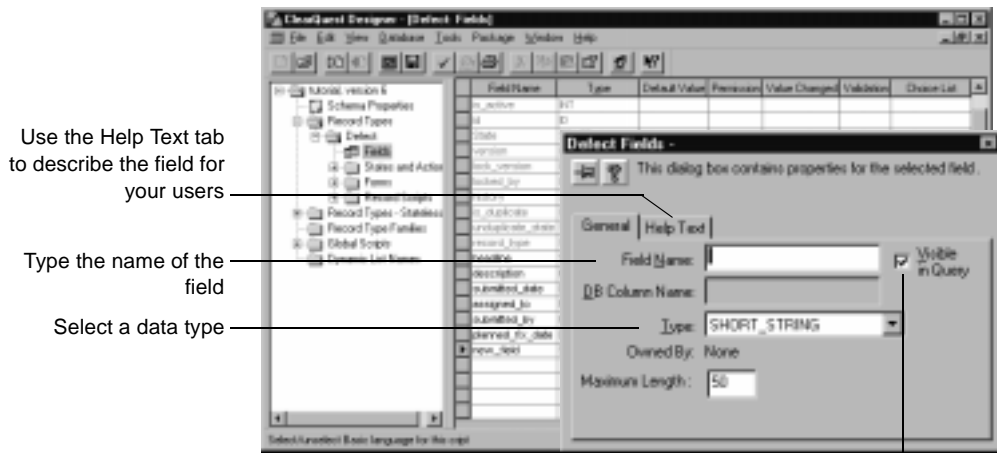 ClearQuest Designer - [Defect Fields]
File Edit View Database Tools Package Window Help
tutorial, version 6
Schema Properties
Record Types
Defect
Fields
States and Action
Forms
Record Scripts
Record Types - Stateless
Record Type Families
Global Scripts
Dynamic List Names
Field Name Type Default Value Permission Value Changed Validation Choice List
is_active INT
id ID
State
version
lock_version
locked_by
history
is_duplicate
unduplicate_state
record_type
headline
description
submitted_date
assigned_to
submitted_by
planned_fix_date
new_field
Select/unselect Basic language for this script
Defect Fields -
This dialog box contains properties for the selected field.
General Help Text
Field Name:
Visible in Query
DB Column Name:
Type: SHORT_STRING
Owned By: None
Maximum Length: 50
Use the Help Text tab
to describe the field for
your users
Type the name of the
field
Select a data type